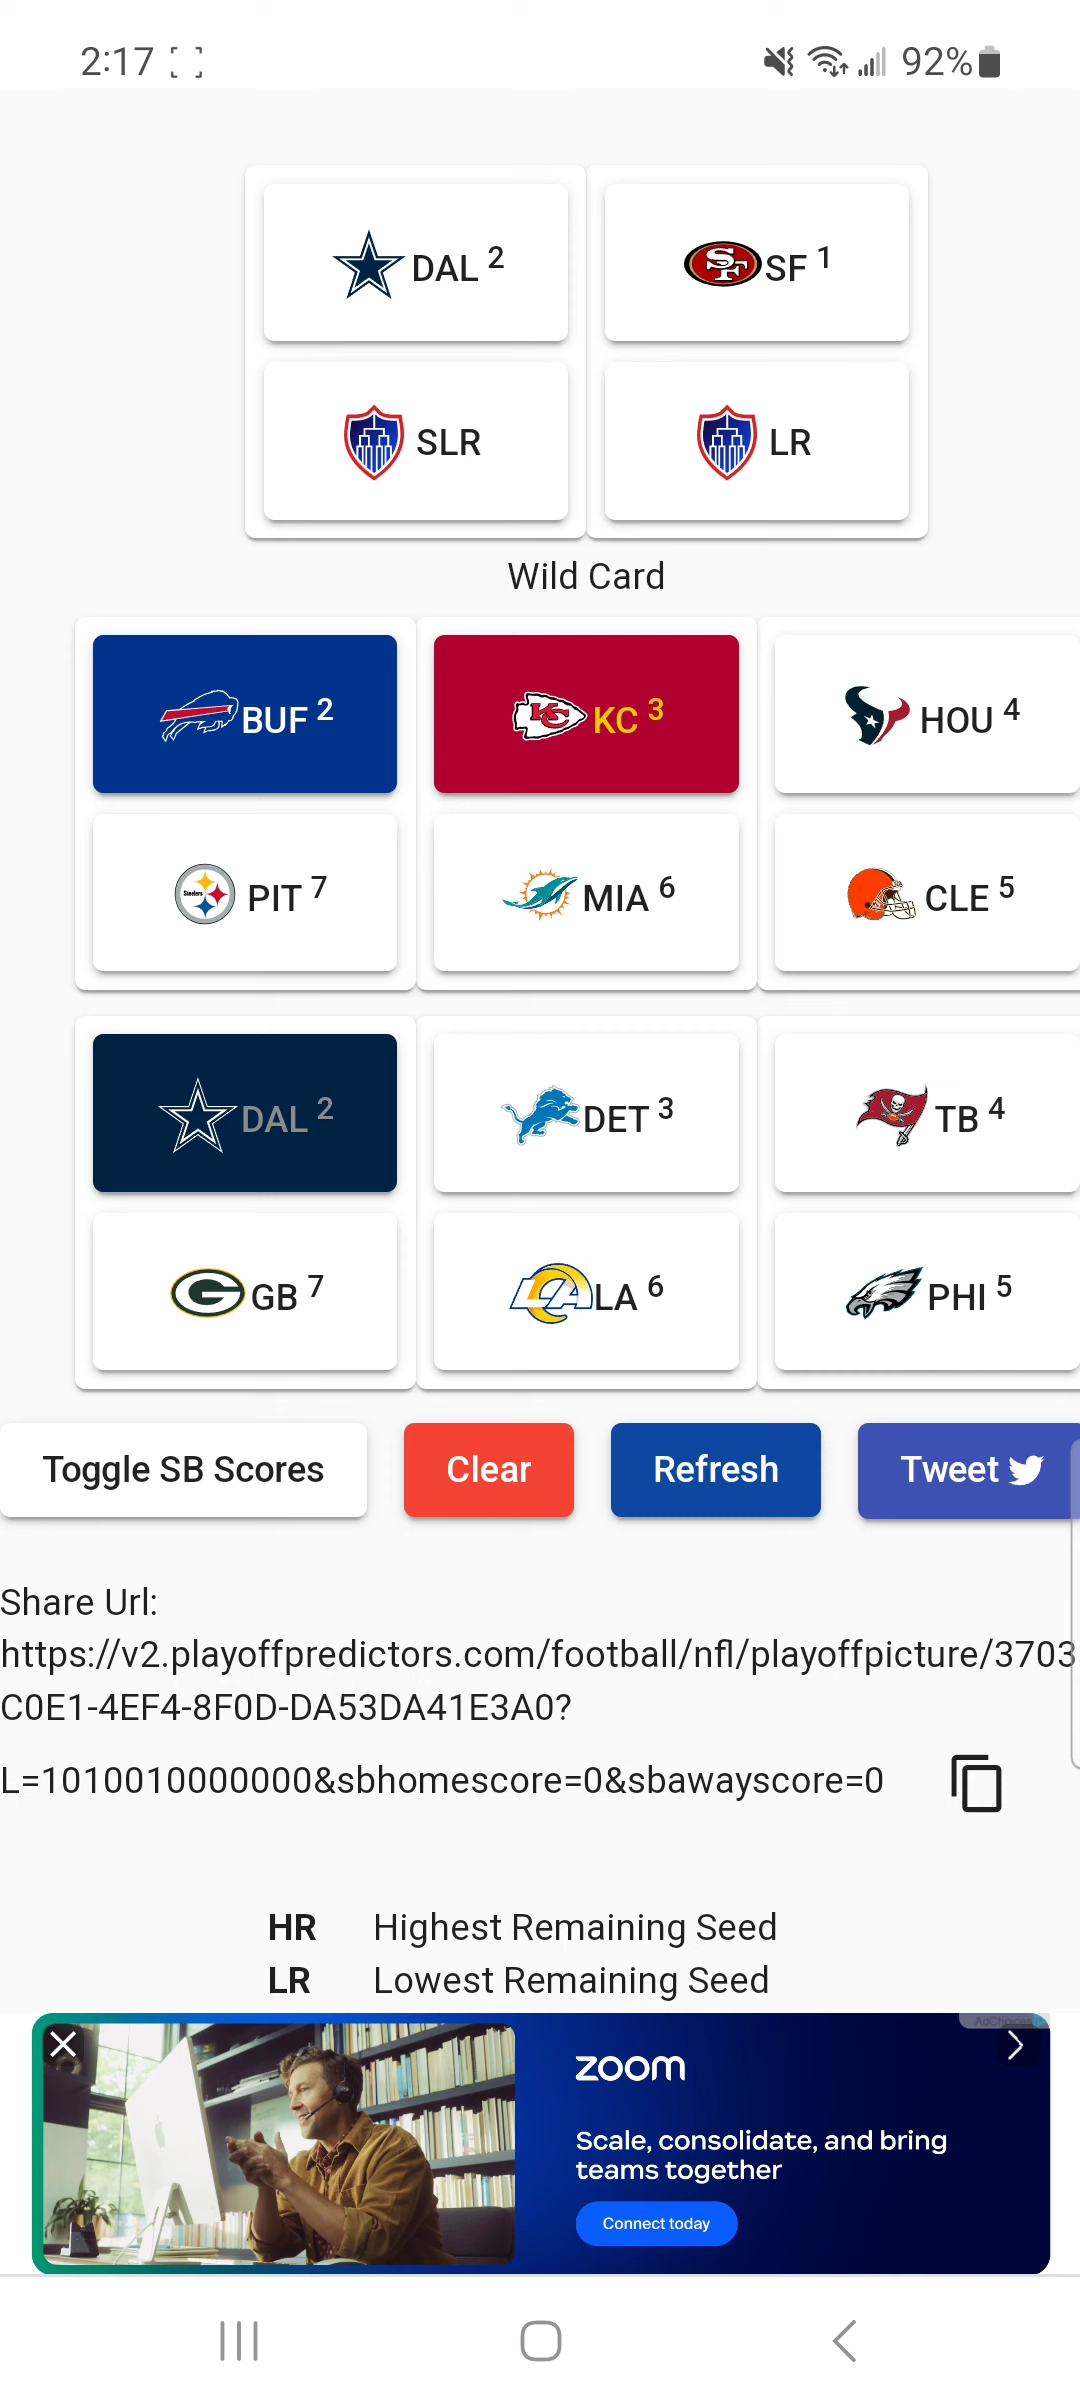 2:17 92%
DAL 2 SF 1
SLR LR
Wild Card
BUF 2 KC 3 HOU 4
PIT 7 MIA 6 CLE 5
DAL 2 DET 3 TB 4
GB 7 LA 6 PHI 5
Toggle SB Scores Clear Refresh Tweet
Share Url:
https://v2.playoffpredictors.com/football/nfl/playoffpicture/3703
C0E1-4EF4-8F0D-DA53DA41E3A0?
L=1010010000000&sbhomescore=0&sbawayscore=0
HR Highest Remaining Seed
LR Lowest Remaining Seed
AdChoices
zoom
Scale, consolidate, and bring
teams together
Connect today